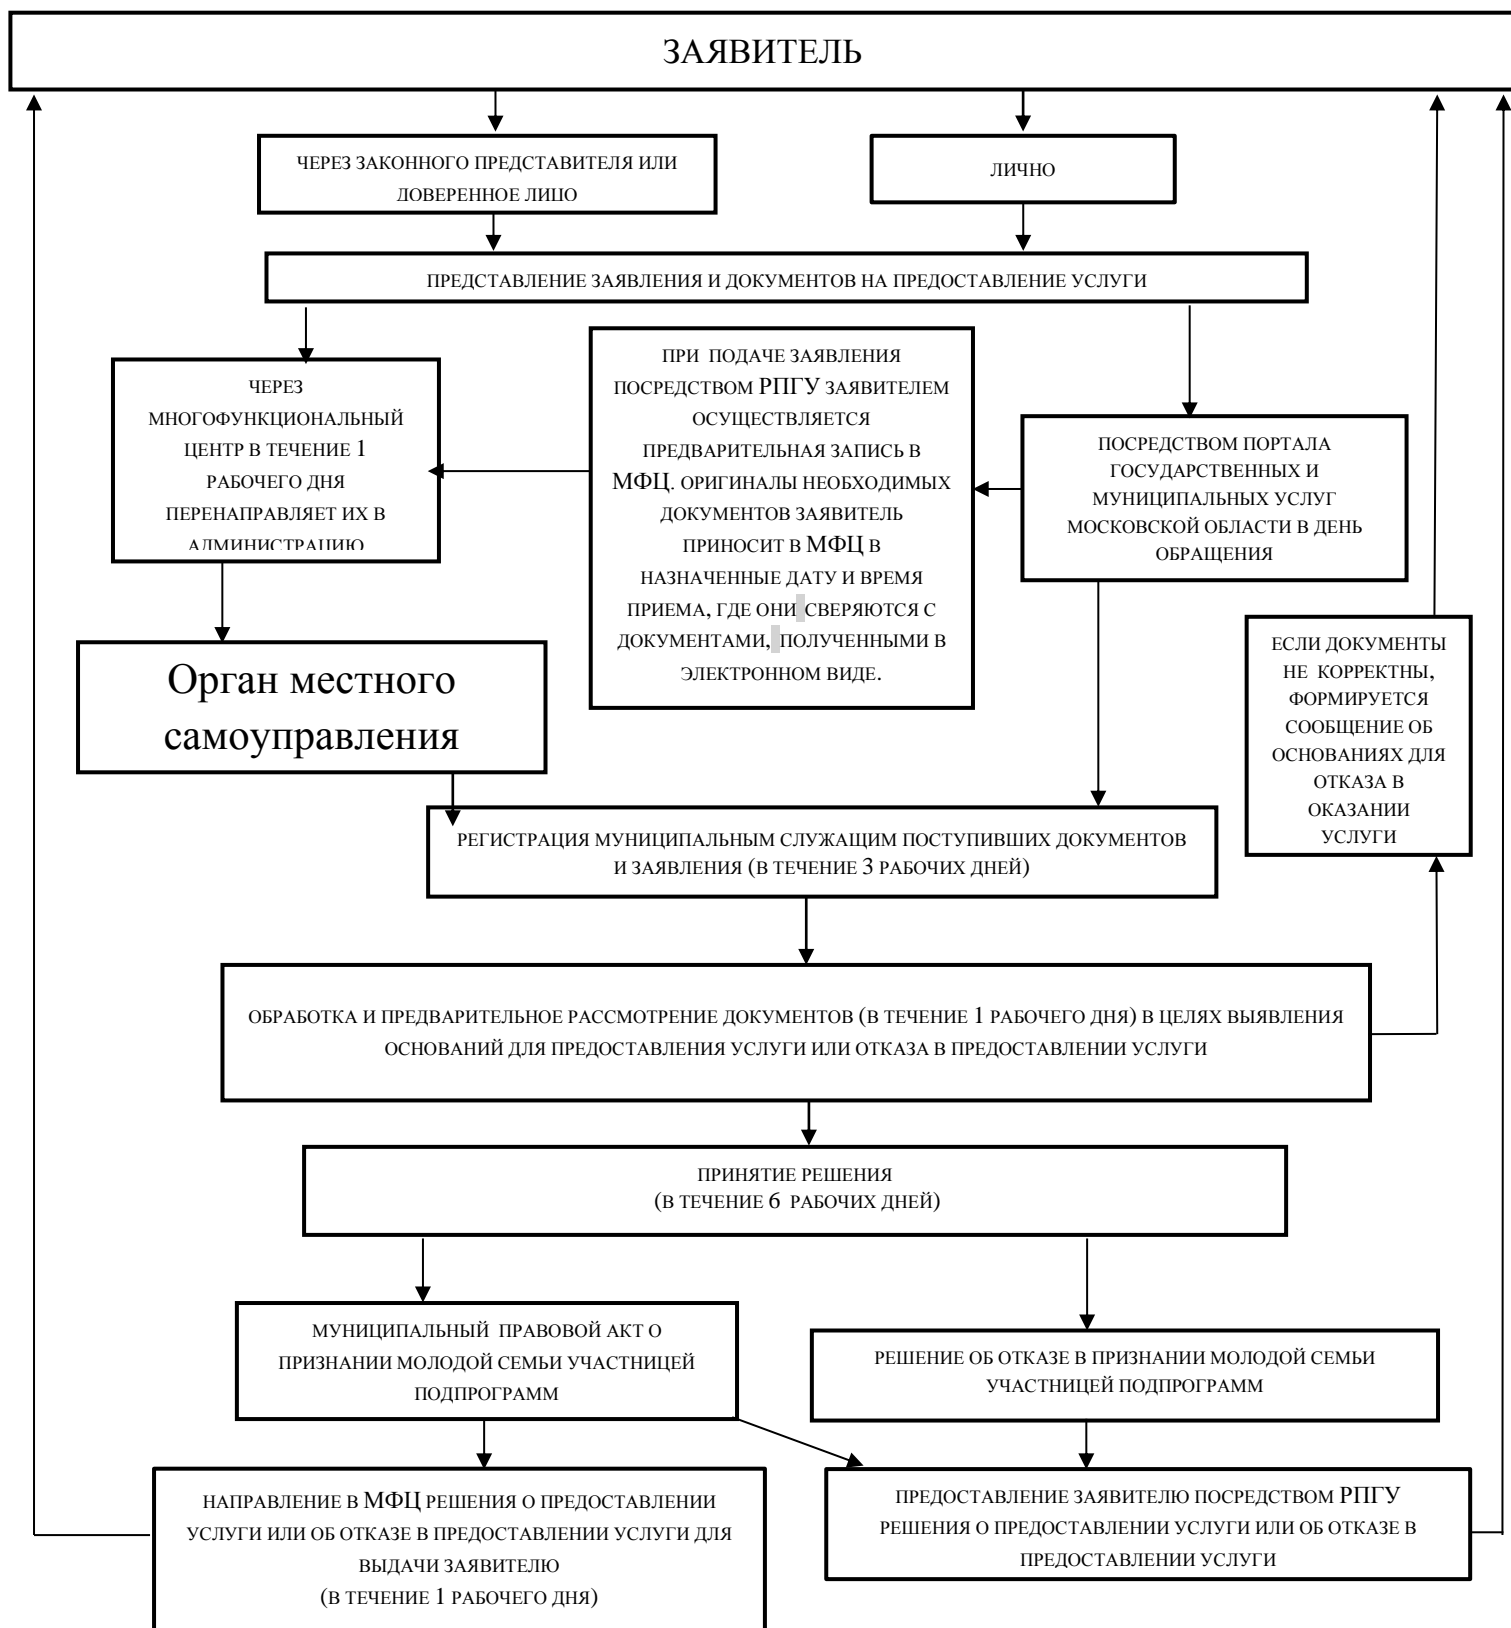 ЗАЯВИТЕЛЬ
ЧЕРЕЗ ЗАКОННОГО ПРЕДСТАВИТЕЛЯ ИЛИ
ДОВЕРЕННОЕ ЛИЦО
ЛИЧНО
ПРЕДСТАВЛЕНИЕ ЗАЯВЛЕНИЯ И ДОКУМЕНТОВ НА ПРЕДОСТАВЛЕНИЕ УСЛУГИ
ЧЕРЕЗ
МНОГОФУНКЦИОНАЛЬНЫЙ
ЦЕНТР В ТЕЧЕНИЕ 1
РАБОЧЕГО ДНЯ
ПЕРЕНАПРАВЛЯЕТ ИХ В
АДМИНИСТРАЦИЮ
ПРИ ПОДАЧЕ ЗАЯВЛЕНИЯ
ПОСРЕДСТВОМ РПГУ ЗАЯВИТЕЛЕМ
ОСУЩЕСТВЛЯЕТСЯ
ПРЕДВАРИТЕЛЬНАЯ ЗАПИСЬ В
МФЦ. ОРИГИНАЛЫ НЕОБХОДИМЫХ
ДОКУМЕНТОВ ЗАЯВИТЕЛЬ
ПРИНОСИТ В МФЦ В
НАЗНАЧЕННЫЕ ДАТУ И ВРЕМЯ
ПРИЕМА, ГДЕ ОНИ СВЕРЯЮТСЯ С
ДОКУМЕНТАМИ, ПОЛУЧЕННЫМИ В
ЭЛЕКТРОННОМ ВИДЕ.
ПОСРЕДСТВОМ ПОРТАЛА
ГОСУДАРСТВЕННЫХ И
МУНИЦИПАЛЬНЫХ УСЛУГ
МОСКОВСКОЙ ОБЛАСТИ В ДЕНЬ
ОБРАЩЕНИЯ
Орган местного
самоуправления
ЕСЛИ ДОКУМЕНТЫ
НЕ КОРРЕКТНЫ,
ФОРМИРУЕТСЯ
СООБЩЕНИЕ ОБ
ОСНОВАНИЯХ ДЛЯ
ОТКАЗА В
ОКАЗАНИИ
УСЛУГИ
РЕГИСТРАЦИЯ МУНИЦИПАЛЬНЫМ СЛУЖАЩИМ ПОСТУПИВШИХ ДОКУМЕНТОВ
И ЗАЯВЛЕНИЯ (В ТЕЧЕНИЕ 3 РАБОЧИХ ДНЕЙ)
ОБРАБОТКА И ПРЕДВАРИТЕЛЬНОЕ РАССМОТРЕНИЕ ДОКУМЕНТОВ (В ТЕЧЕНИЕ 1 РАБОЧЕГО ДНЯ) В ЦЕЛЯХ ВЫЯВЛЕНИЯ
ОСНОВАНИЙ ДЛЯ ПРЕДОСТАВЛЕНИЯ УСЛУГИ ИЛИ ОТКАЗА В ПРЕДОСТАВЛЕНИИ УСЛУГИ
ПРИНЯТИЕ РЕШЕНИЯ
(В ТЕЧЕНИЕ 6 РАБОЧИХ ДНЕЙ)
МУНИЦИПАЛЬНЫЙ ПРАВОВОЙ АКТ О
ПРИЗНАНИИ МОЛОДОЙ СЕМЬИ УЧАСТНИЦЕЙ
ПОДПРОГРАММ
РЕШЕНИЕ ОБ ОТКАЗЕ В ПРИЗНАНИИ МОЛОДОЙ СЕМЬИ
УЧАСТНИЦЕЙ ПОДПРОГРАММ
НАПРАВЛЕНИЕ В МФЦ РЕШЕНИЯ О ПРЕДОСТАВЛЕНИИ
УСЛУГИ ИЛИ ОБ ОТКАЗЕ В ПРЕДОСТАВЛЕНИИ УСЛУГИ ДЛЯ
ВЫДАЧИ ЗАЯВИТЕЛЮ
(В ТЕЧЕНИЕ 1 РАБОЧЕГО ДНЯ)
ПРЕДОСТАВЛЕНИЕ ЗАЯВИТЕЛЮ ПОСРЕДСТВОМ РПГУ
РЕШЕНИЯ О ПРЕДОСТАВЛЕНИИ УСЛУГИ ИЛИ ОБ ОТКАЗЕ В
ПРЕДОСТАВЛЕНИИ УСЛУГИ